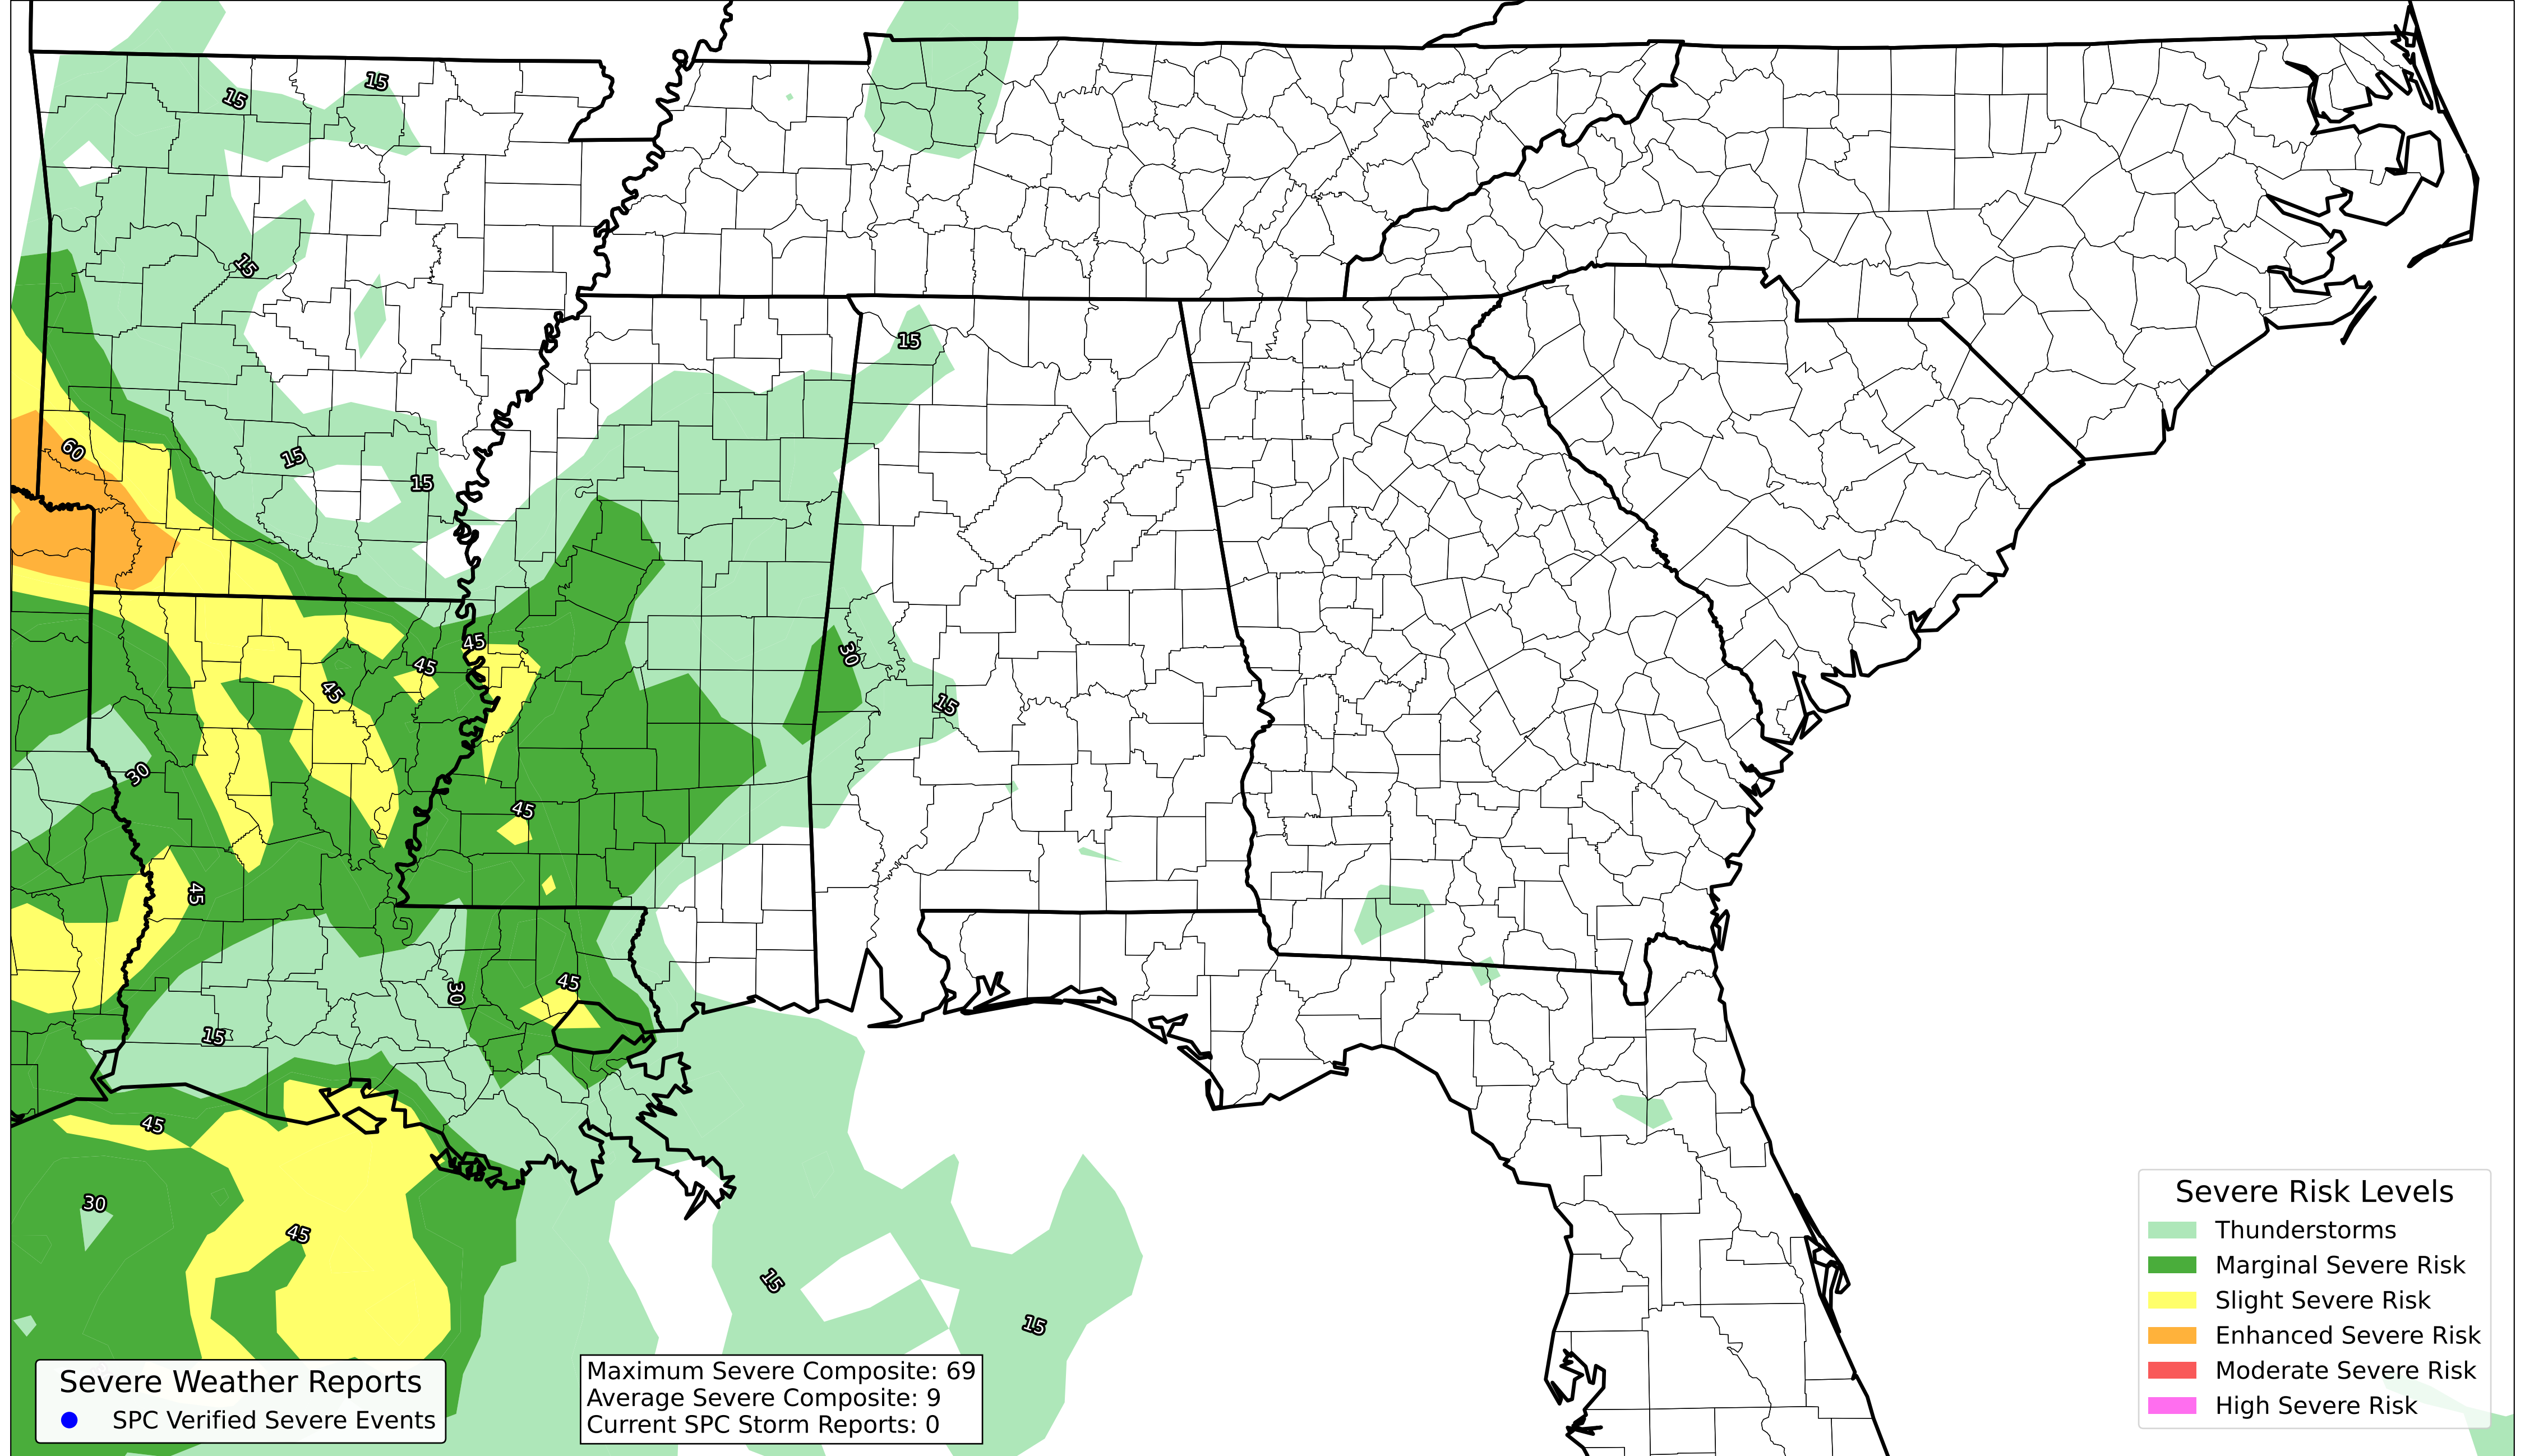 15
15
15
15
60
15
15
45
30
45
45
15
30
45
45
45
30
15
45
30
45
15
15
Severe Risk Levels
Thunderstorms
Marginal Severe Risk
Slight Severe Risk
Enhanced Severe Risk
Moderate Severe Risk
High Severe Risk
Severe Weather Reports
SPC Verified Severe Events
Maximum Severe Composite: 69
Average Severe Composite: 9
Current SPC Storm Reports: 0